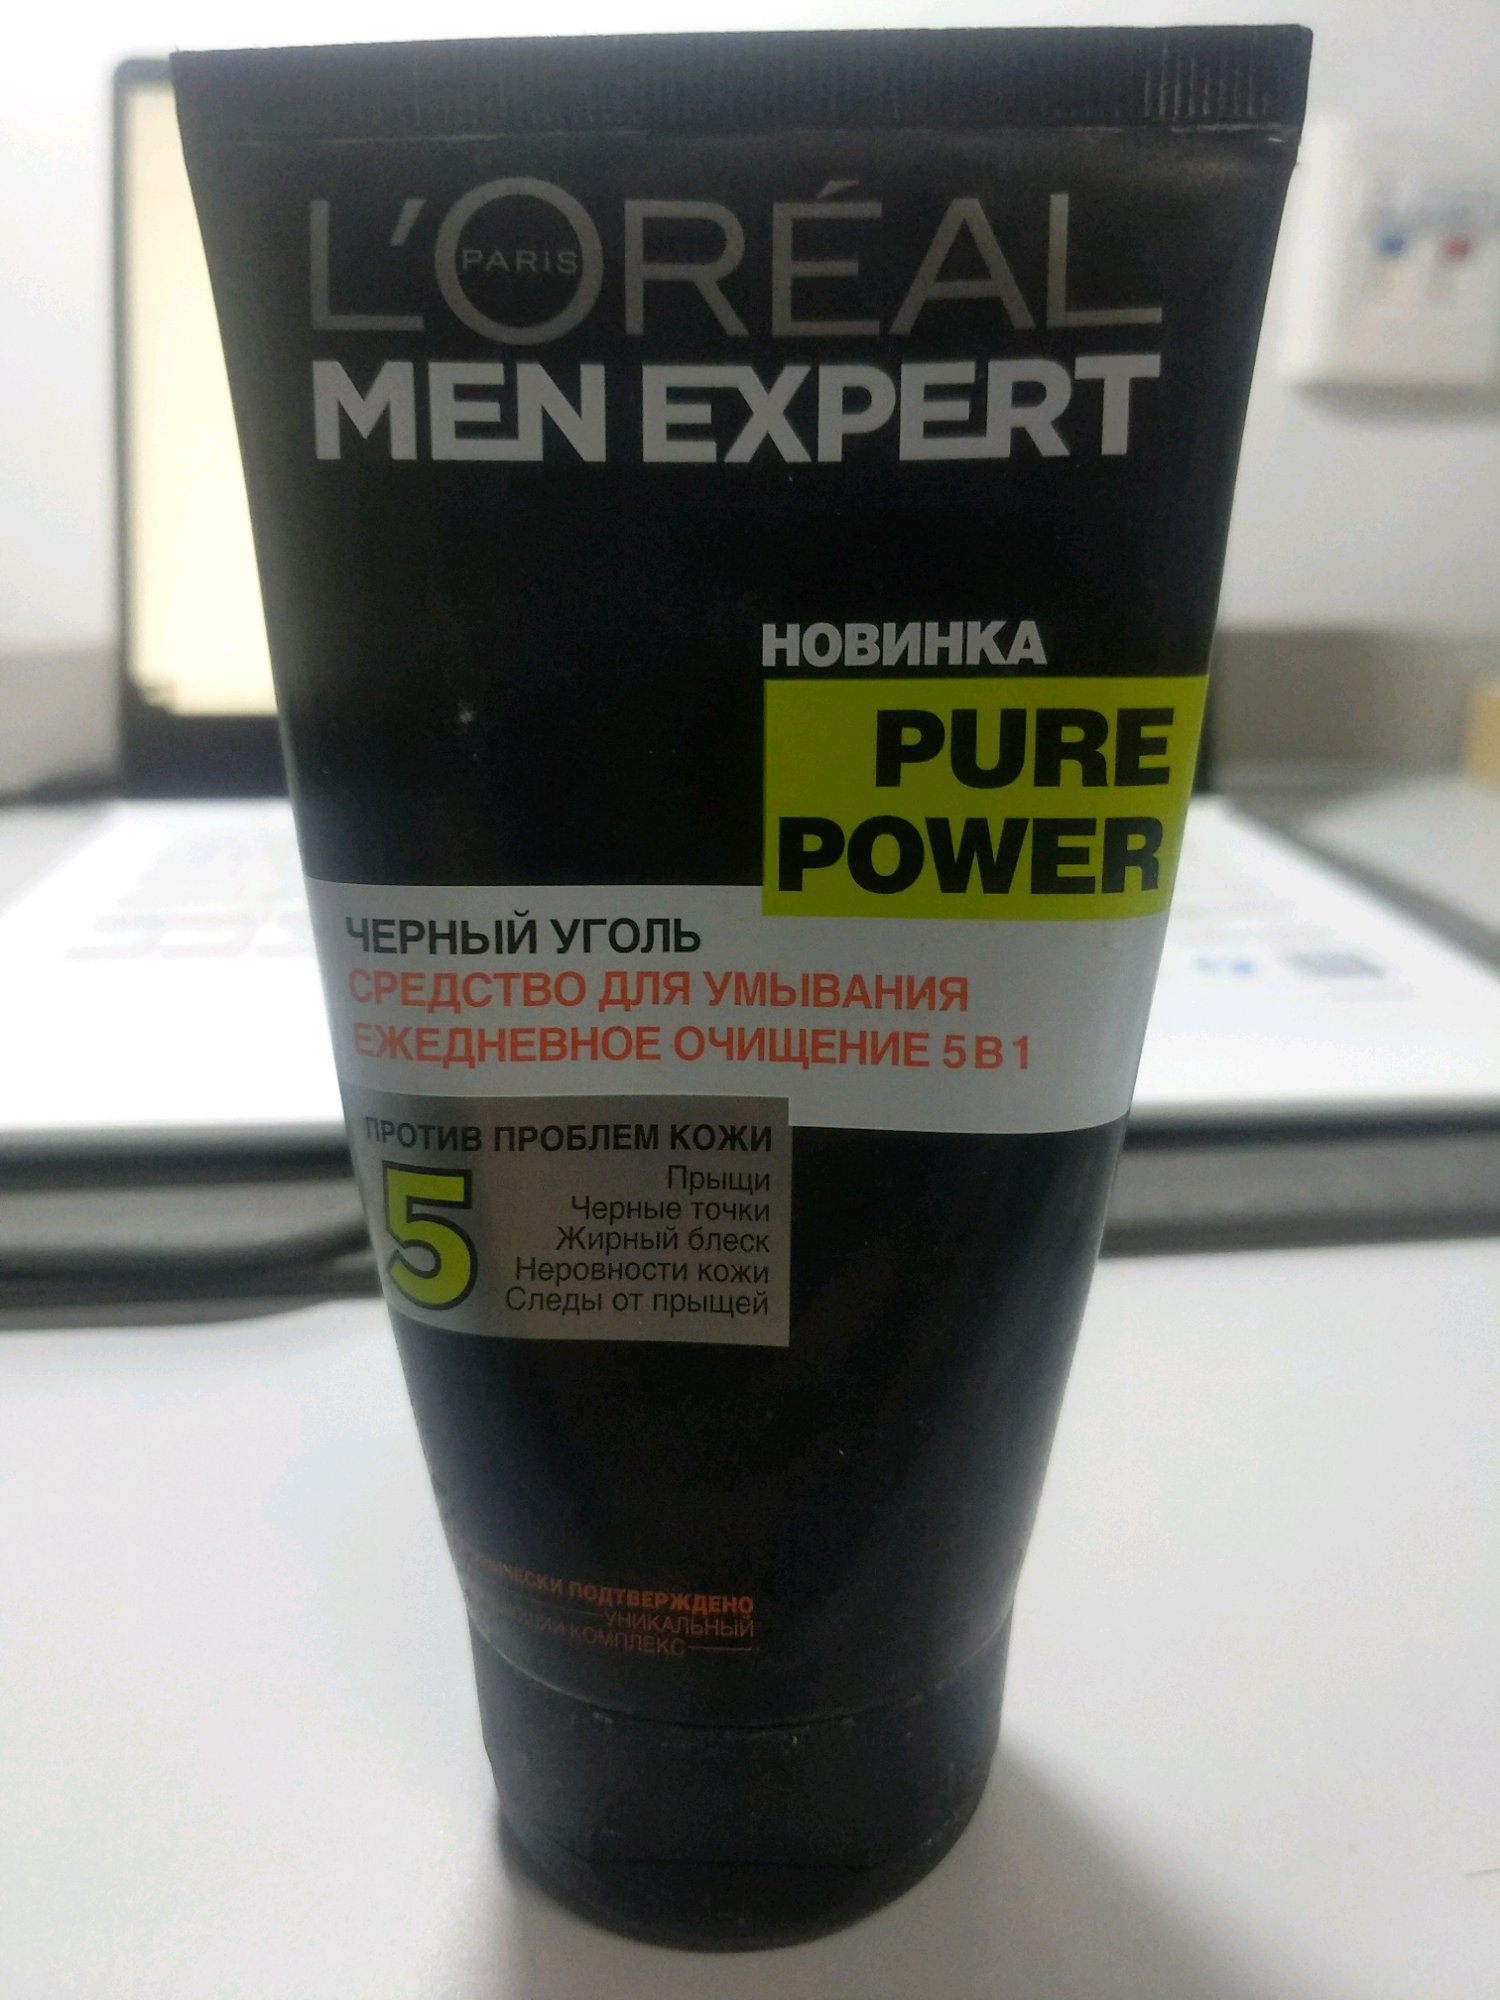 L'ORÉAL
PARIS
MEN EXPERT
НОВИНКА
PURE
POWER
ЧЕРНЫЙ УГОЛЬ
СРЕДСТВО ДЛЯ УМЫВАНИЯ
ЕЖЕДНЕВНОЕ ОЧИЩЕНИЕ 5 В 1
ПРОТИВ ПРОБЛЕМ КОЖИ
5
Прыщи
Черные точки
Жирный блеск
Неровности кожи
Следы от прыщей
ПОДТВЕРЖДЕНО
УНИКАЛЬНЫЙ
КОМПЛЕКС